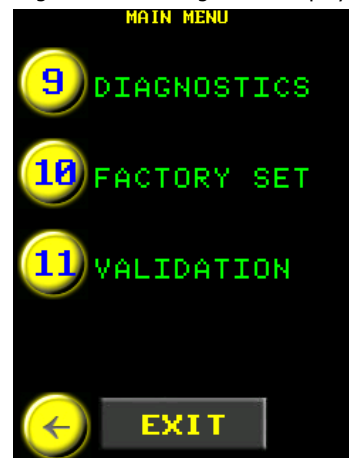 MAIN MENU
9 DIAGNOSTICS
10 FACTORY SET
11 VALIDATION
← EXIT